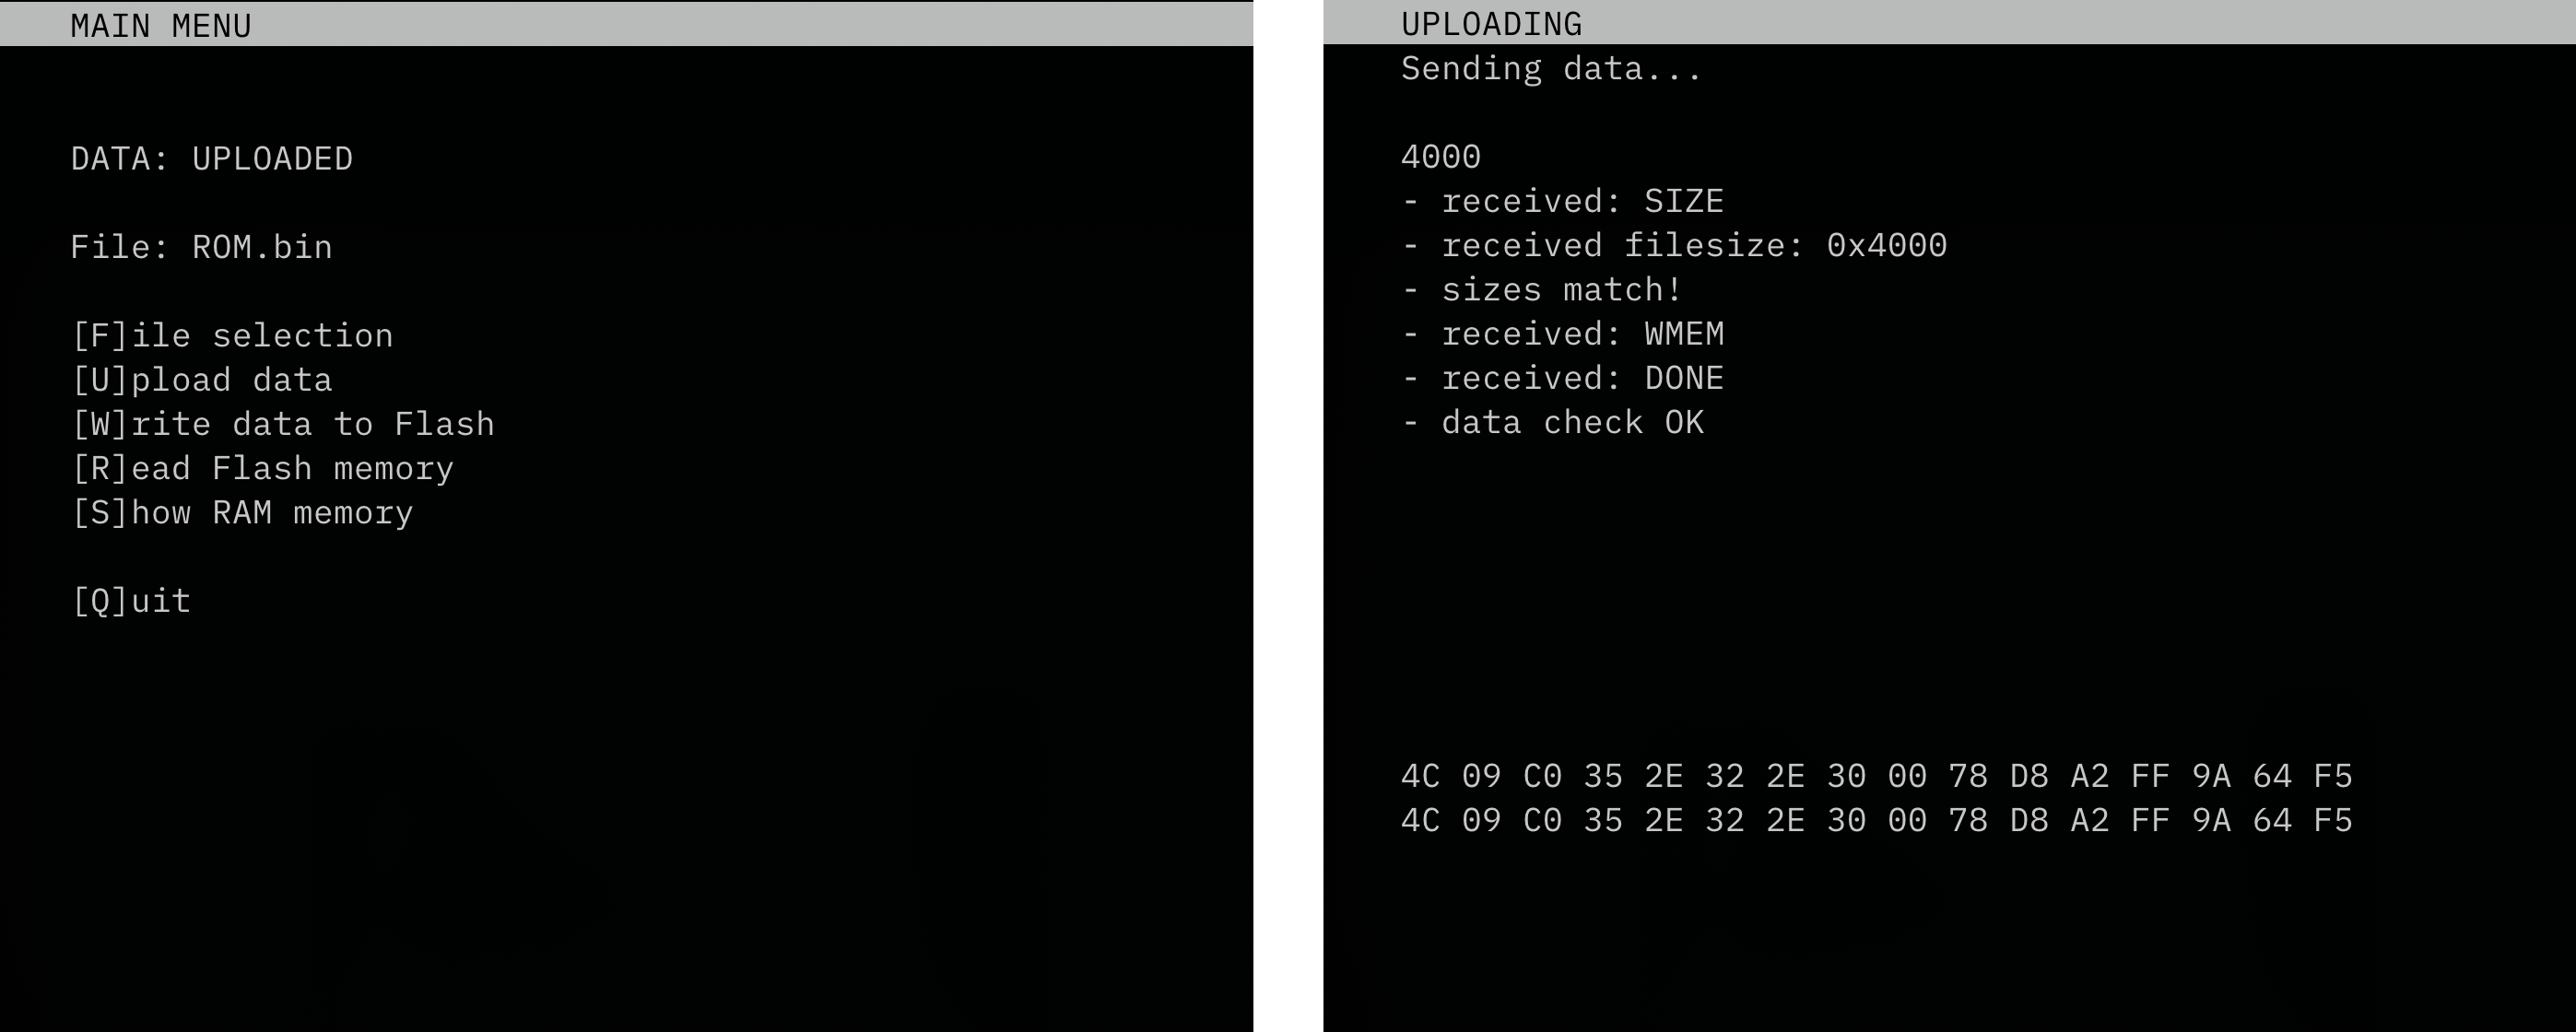 MAIN MENU
DATA: UPLOADED
File: ROM.bin
[F]ile selection
[U]pload data
[W]rite data to Flash
[R]ead Flash memory
[S]how RAM memory
[Q]uit
UPLOADING
Sending data...
4000
- received: SIZE
- received filesize: 0x4000
- sizes match!
- received: WMEM
- received: DONE
- data check OK
4C 09 C0 35 2E 32 2E 30 00 78 D8 A2 FF 9A 64 F5
4C 09 C0 35 2E 32 2E 30 00 78 D8 A2 FF 9A 64 F5